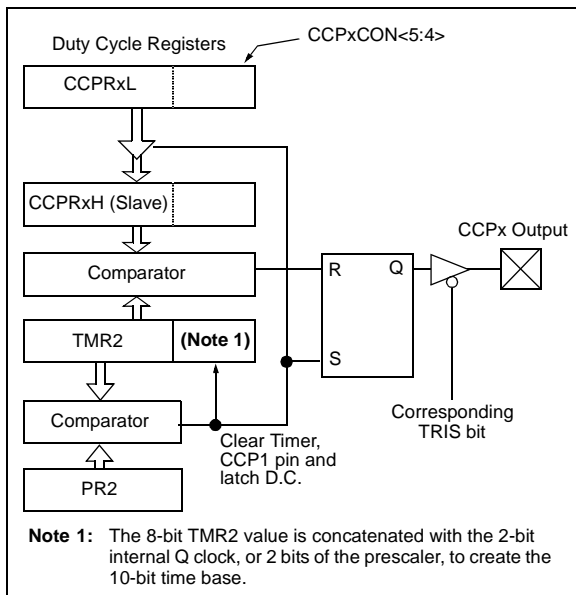 Duty Cycle Registers
CCPxCON<5:4>
CCPRxL
CCPRxH (Slave)
CCPx Output
Comparator
R
Q
TMR2
(Note 1)
S
Comparator
Corresponding
TRIS bit
Clear Timer,
CCP1 pin and
latch D.C.
PR2
Note 1: The 8-bit TMR2 value is concatenated with the 2-bit
internal Q clock, or 2 bits of the prescaler, to create the
10-bit time base.